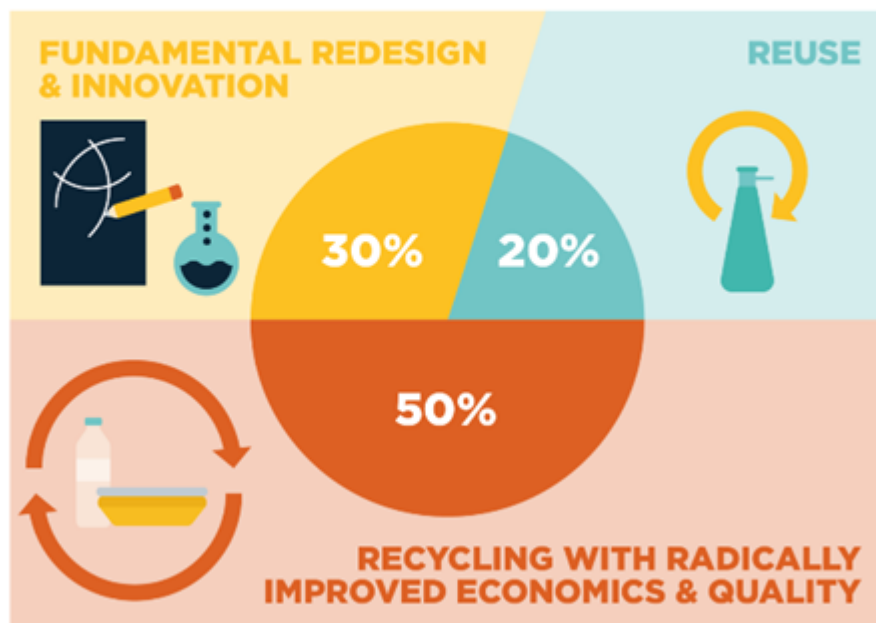 FUNDAMENTAL REDESIGN
& INNOVATION
REUSE
30%
20%
50%
RECYCLING WITH RADICALLY
IMPROVED ECONOMICS & QUALITY